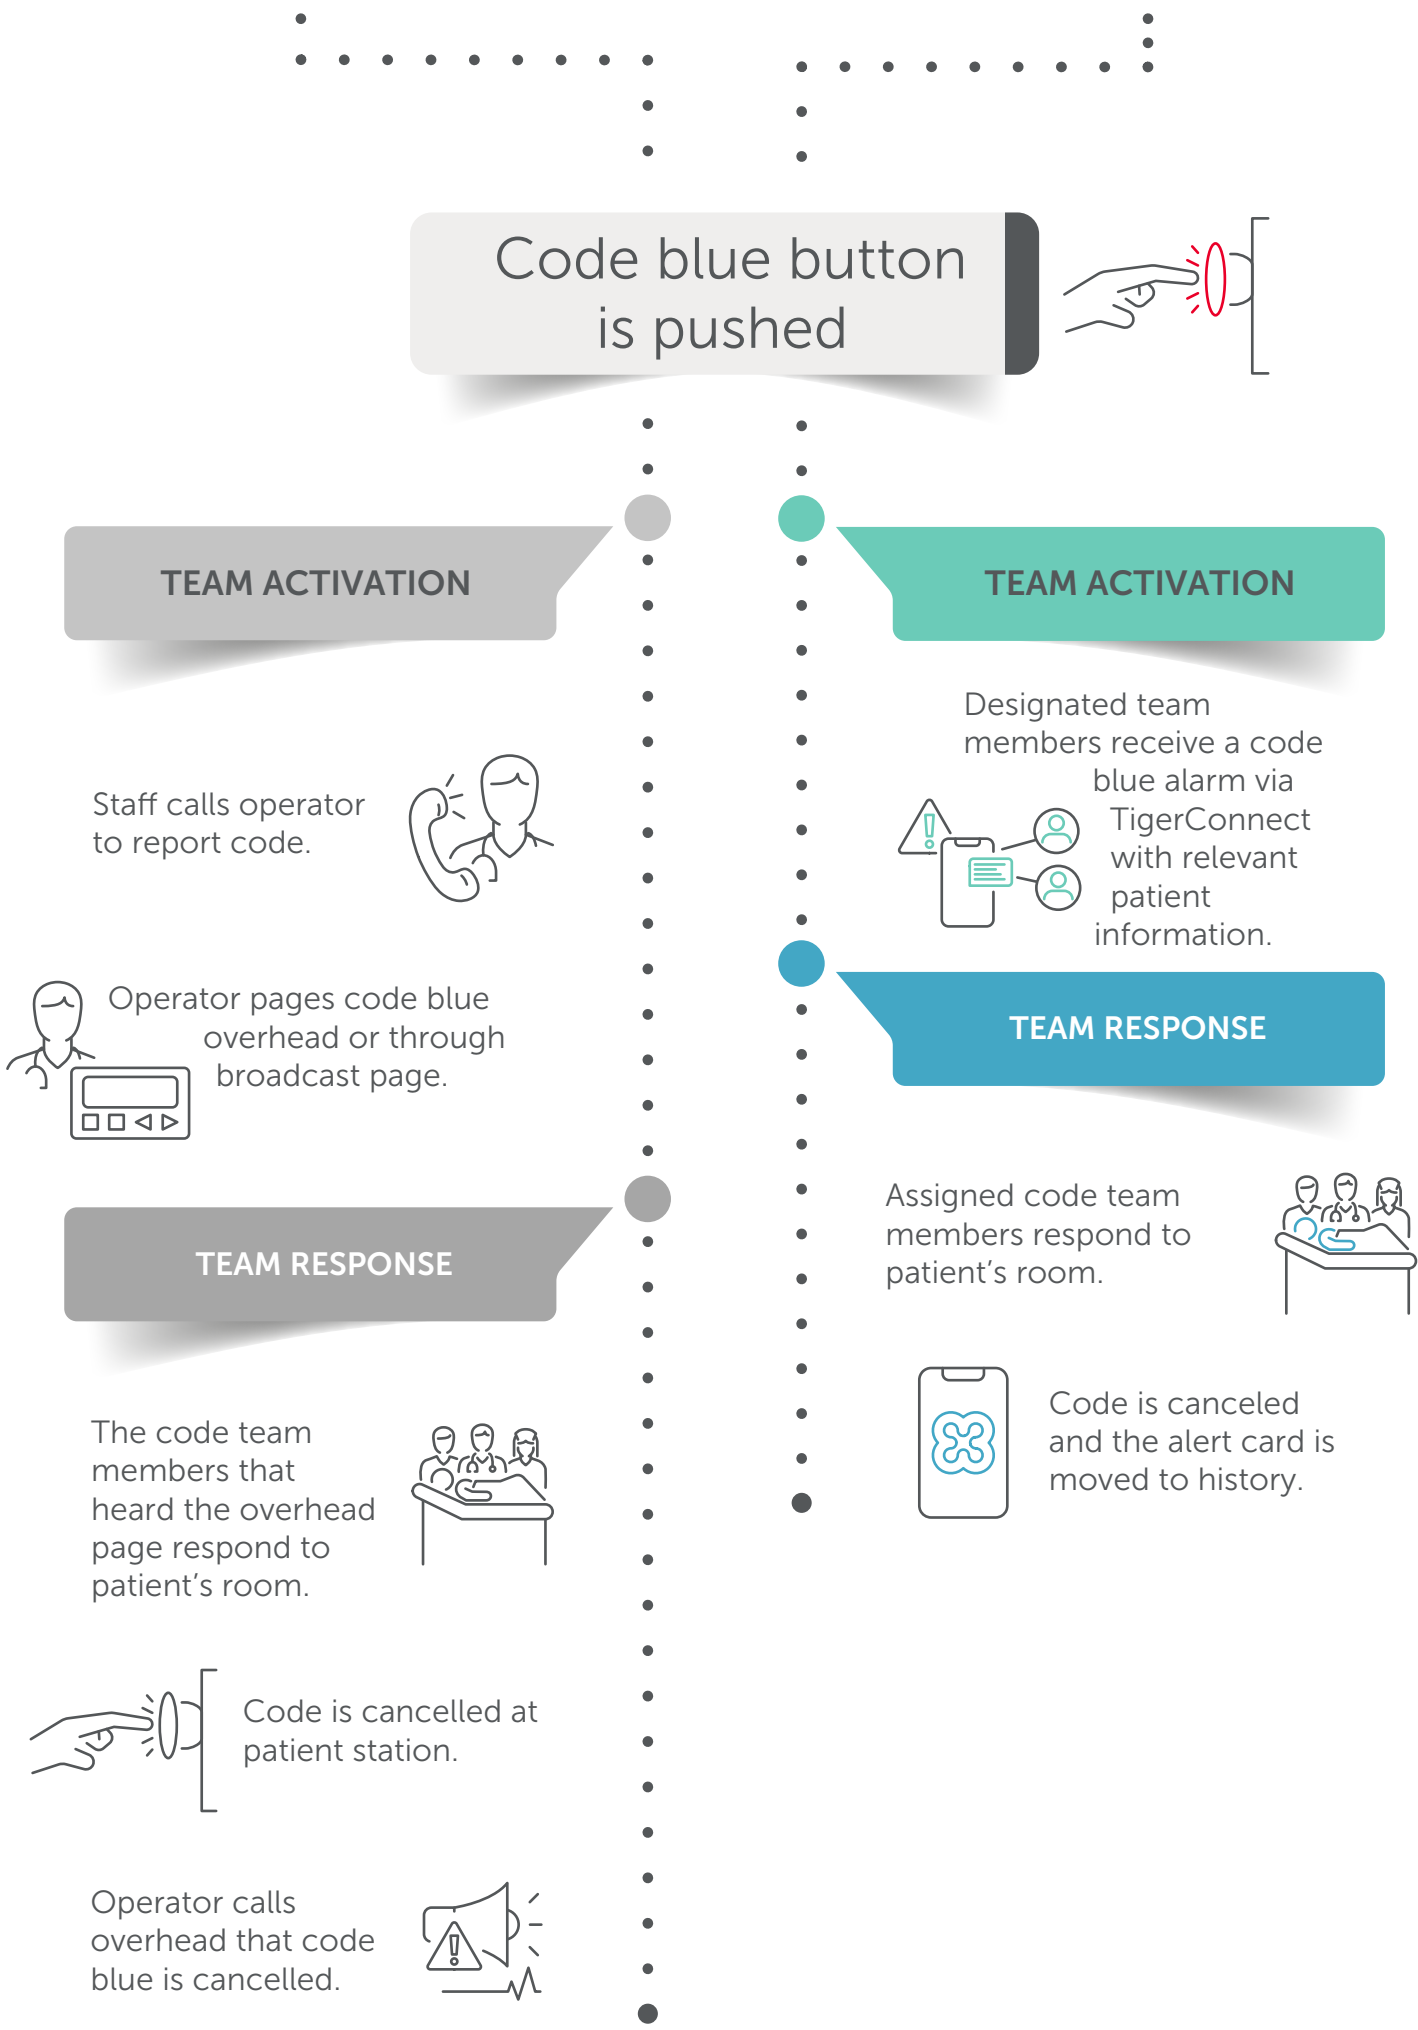 Code blue button
is pushed
TEAM ACTIVATION
Staff calls operator
to report code.
Operator pages code blue
overhead or through
broadcast page.
TEAM RESPONSE
The code team
members that
heard the overhead
page respond to
patient's room.
Code is cancelled at
patient station.
Operator calls
overhead that code
blue is cancelled.
TEAM ACTIVATION
Designated team
members receive a code
blue alarm via
TigerConnect
with relevant
patient
information.
TEAM RESPONSE
Assigned code team
members respond to
patient's room.
Code is canceled
and the alert card is
moved to history.